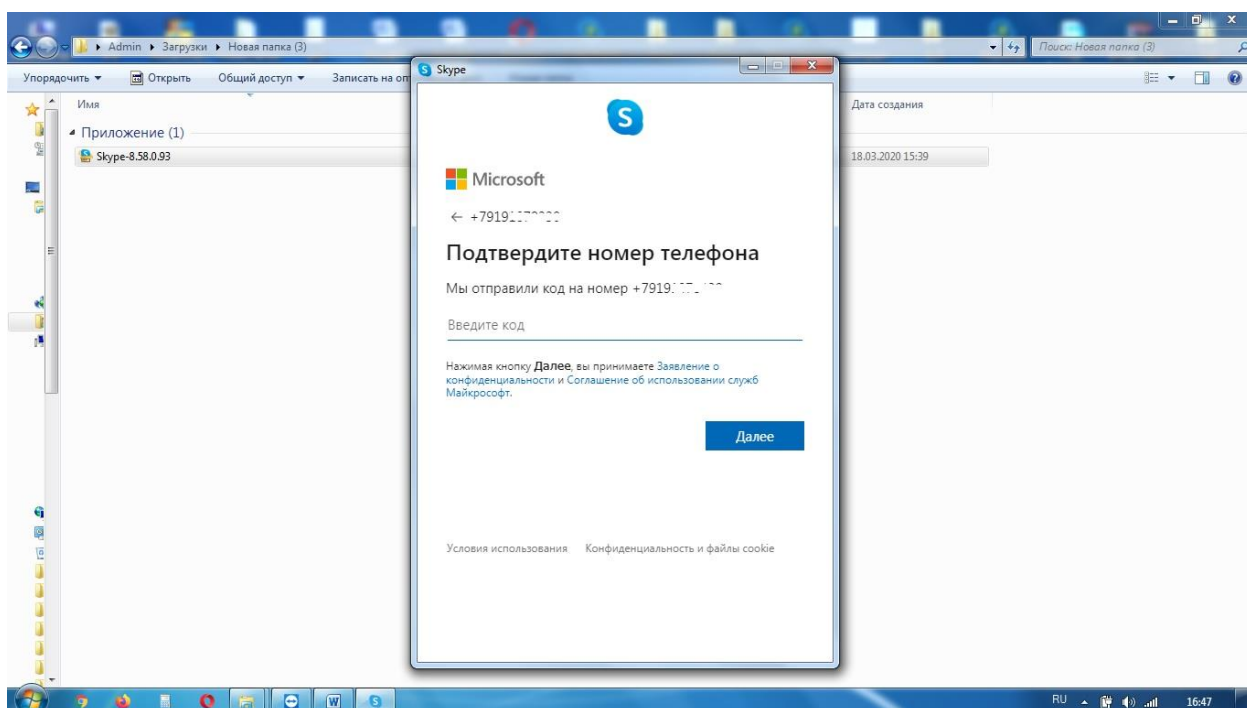 Admin ▸ Загрузки ▸ Новая папка (3)
Поиск: Новая папка (3)
Упорядочить
Открыть
Общий доступ
Записать на оп
Skype
Имя
Дата создания
Приложение (1)
Skype-8.58.0.93
18.03.2020 15:39
S
Microsoft
← +7919
Подтвердите номер телефона
Мы отправили код на номер +7919
Введите код
Нажимая кнопку Далее, вы принимаете Заявление о
конфиденциальности и Соглашение об использовании служб
Майкрософт.
Далее
Условия использования
Конфиденциальность и файлы cookie
RU
16:47